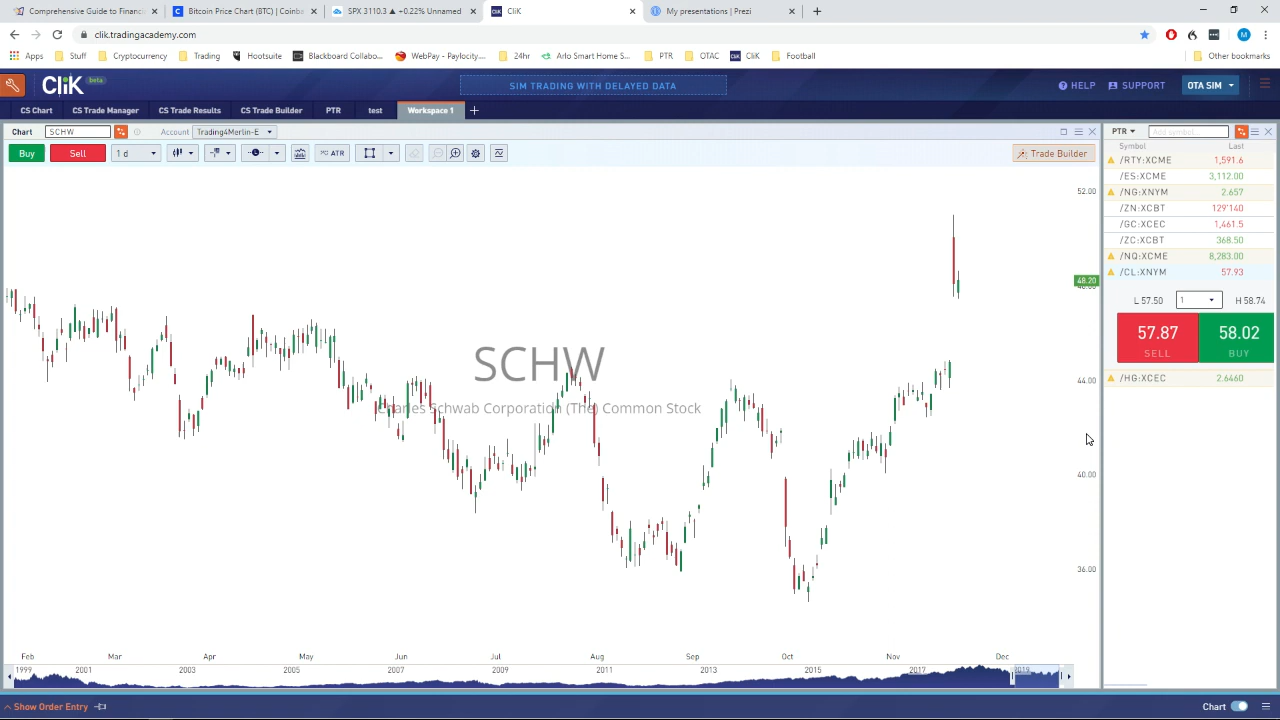 Comprehensive Guide to Financi
Bitcoin Price Chart (BTC) | Coinba
SPX 3110.3 ▲ +0.22% Unnamed
CliK
My presentations | Prezi
clik.tradingacademy.com
M
Apps
Stuff
Cryptocurrency
Trading
Hootsuite
Blackboard Collabo...
WebPay - Paylocity....
24hr
Arlo Smart Home S...
PTR
OTAC
CliK
Football
Other bookmarks
CliK beta
SIM TRADING WITH DELAYED DATA
HELP
SUPPORT
OTA SIM
CS Chart
CS Trade Manager
CS Trade Results
CS Trade Builder
PTR
test
Workspace 1
Chart
SCHW
Account
Trading4Merlin-E
PTR
Add symbol...
Buy
Sell
1 d
ATR
Trade Builder
Symbol Last
/RTY:XCME 1,591.6
/ES:XCME 3,112.00
/NG:XNYM 2.657
/ZN:XCBT 129'140
/GC:XCEC 1,461.5
/ZC:XCBT 368.50
/NQ:XCME 8,283.00
/CL:XNYM 57.93
L 57.50
1
H 58.74
57.87
SELL
58.02
BUY
/HG:XCEC 2.6460
52.00
48.20
48.00
44.00
40.00
36.00
SCHW
Charles Schwab Corporation (The) Common Stock
Feb Mar Apr May Jun Jul Aug Sep Oct Nov Dec
1999 2001 2003 2005 2007 2009 2011 2013 2015 2017 2019
Show Order Entry
Chart